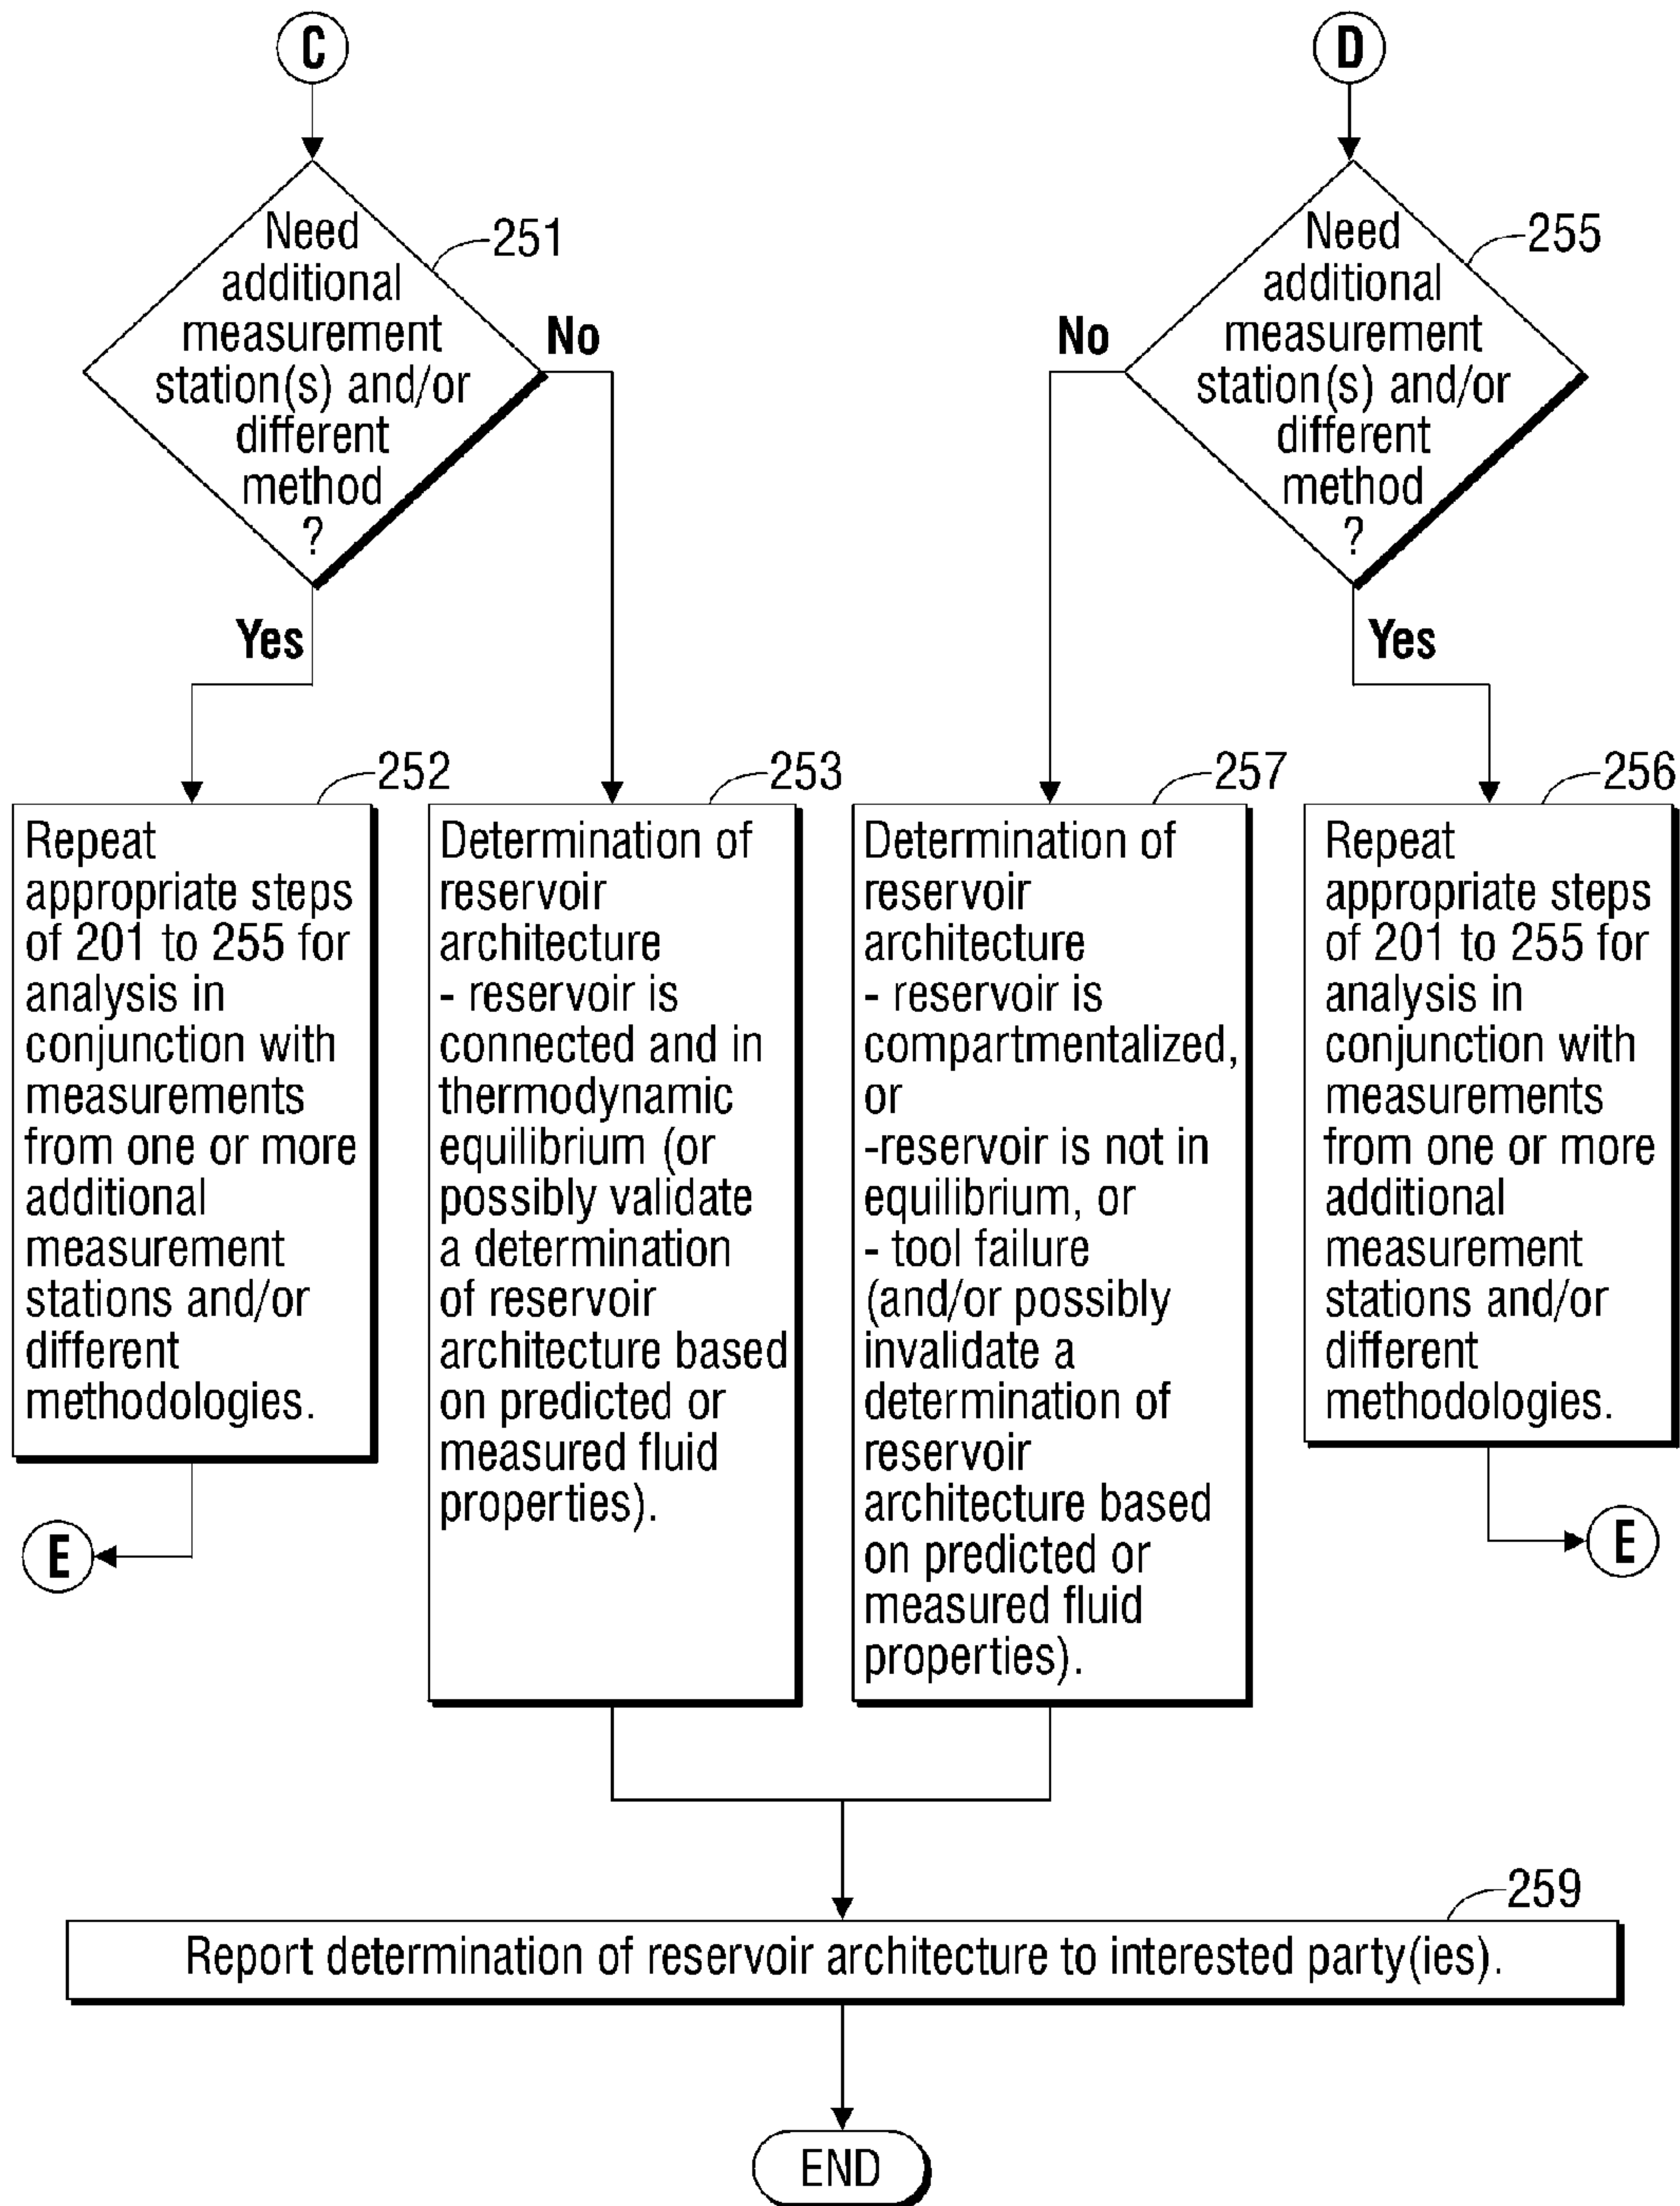 C
D
Need
additional
measurement
station(s) and/or
different
method
?
251
No
Yes
Need
additional
measurement
station(s) and/or
different
method
?
255
No
Yes
252
Repeat
appropriate steps
of 201 to 255 for
analysis in
conjunction with
measurements
from one or more
additional
measurement
stations and/or
different
methodologies.
E
253
Determination of
reservoir
architecture
- reservoir is
connected and in
thermodynamic
equilibrium (or
possibly validate
a determination
of reservoir
architecture based
on predicted or
measured fluid
properties).
257
Determination of
reservoir
architecture
- reservoir is
compartmentalized,
or
-reservoir is not in
equilibrium, or
- tool failure
(and/or possibly
invalidate a
determination of
reservoir
architecture based
on predicted or
measured fluid
properties).
256
Repeat
appropriate steps
of 201 to 255 for
analysis in
conjunction with
measurements
from one or more
additional
measurement
stations and/or
different
methodologies.
E
259
Report determination of reservoir architecture to interested party(ies).
END